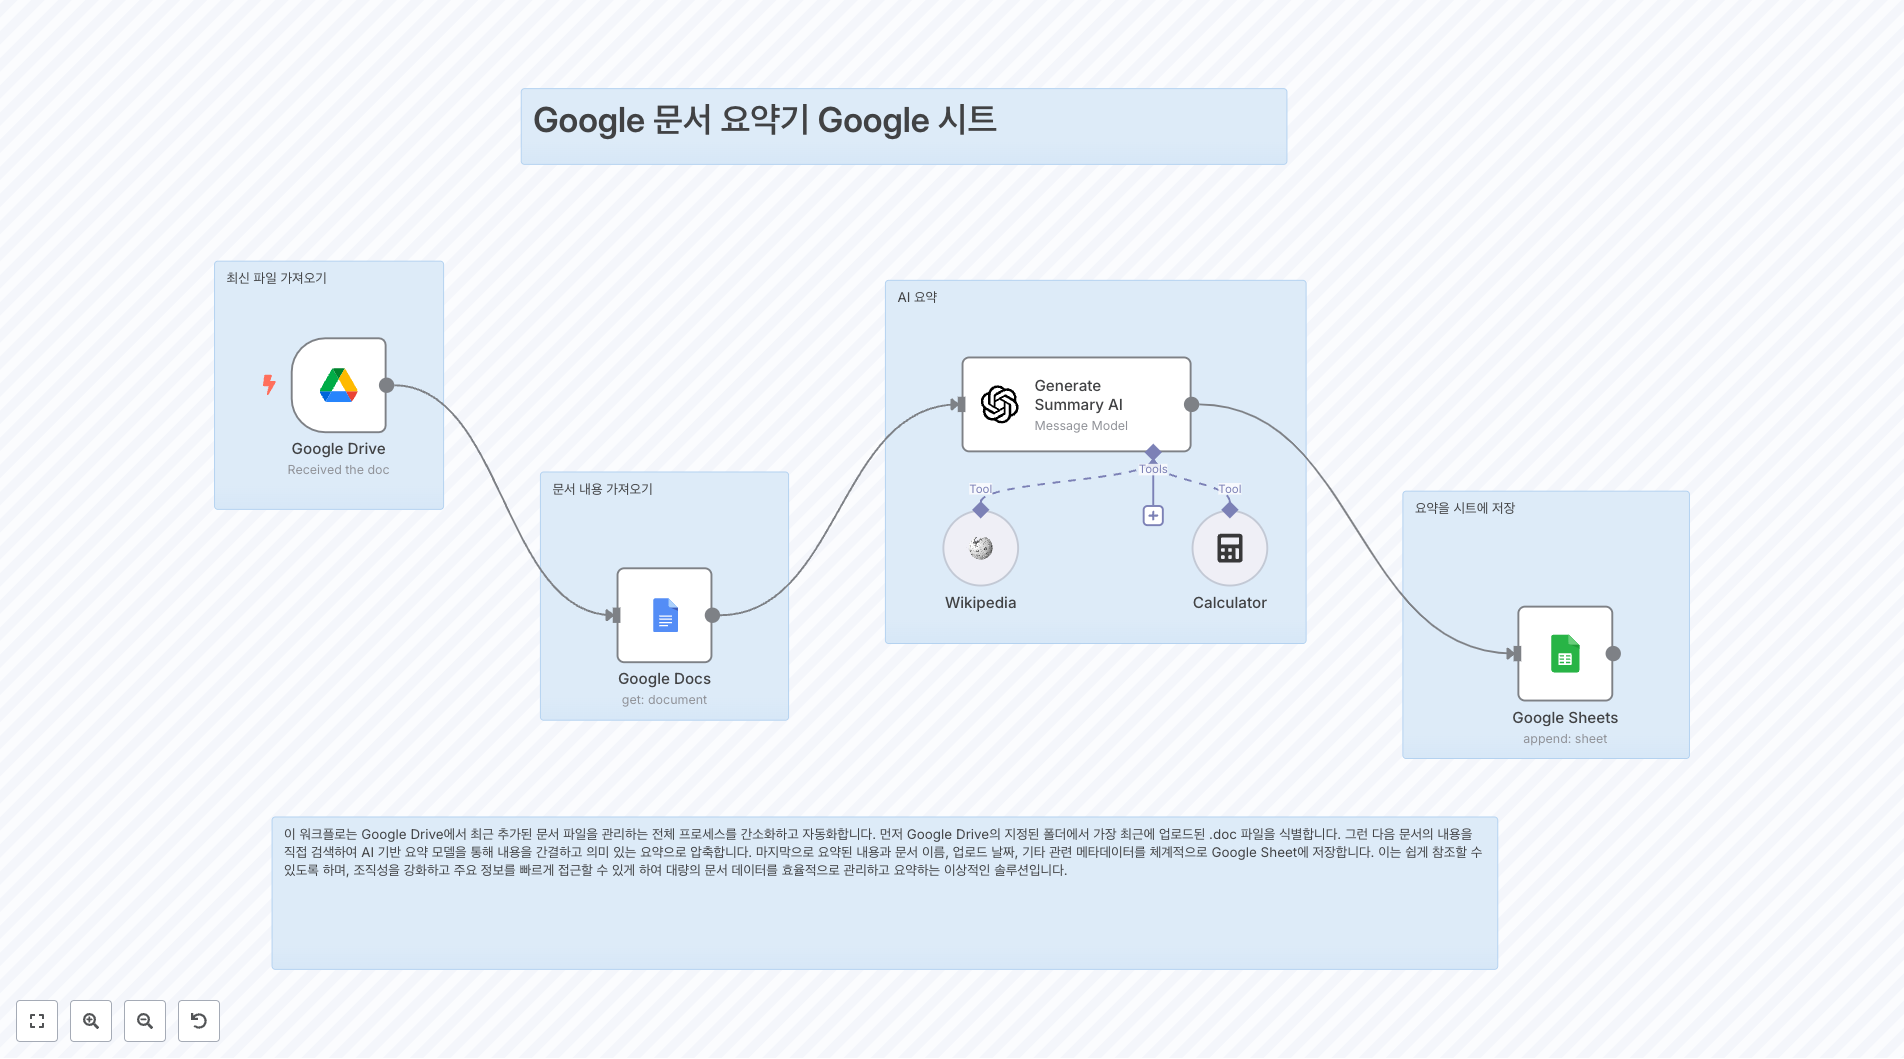 Google 문서 요약기 Google 시트
최신 파일 가져오기
Google Drive
Received the doc
문서 내용 가져오기
Google Docs
get: document
AI 요약
Generate
Summary AI
Message Model
Tools
Tool
Tool
Wikipedia
Calculator
요약을 시트에 저장
Google Sheets
append: sheet
이 워크플로는 Google Drive에서 최근 추가된 문서 파일을 관리하는 전체 프로세스를 간소화하고 자동화합니다. 먼저 Google Drive의 지정된 폴더에서 가장 최근에 업로드된 .doc 파일을 식별합니다. 그런 다음 문서의 내용을
직접 검색하여 AI 기반 요약 모델을 통해 내용을 간결하고 의미 있는 요약으로 압축합니다. 마지막으로 요약된 내용과 문서 이름, 업로드 날짜, 기타 관련 메타데이터를 체계적으로 Google Sheet에 저장합니다. 이는 쉽게 참조할 수
있도록 하며, 조직성을 강화하고 주요 정보를 빠르게 접근할 수 있게 하여 대량의 문서 데이터를 효율적으로 관리하고 요약하는 이상적인 솔루션입니다.